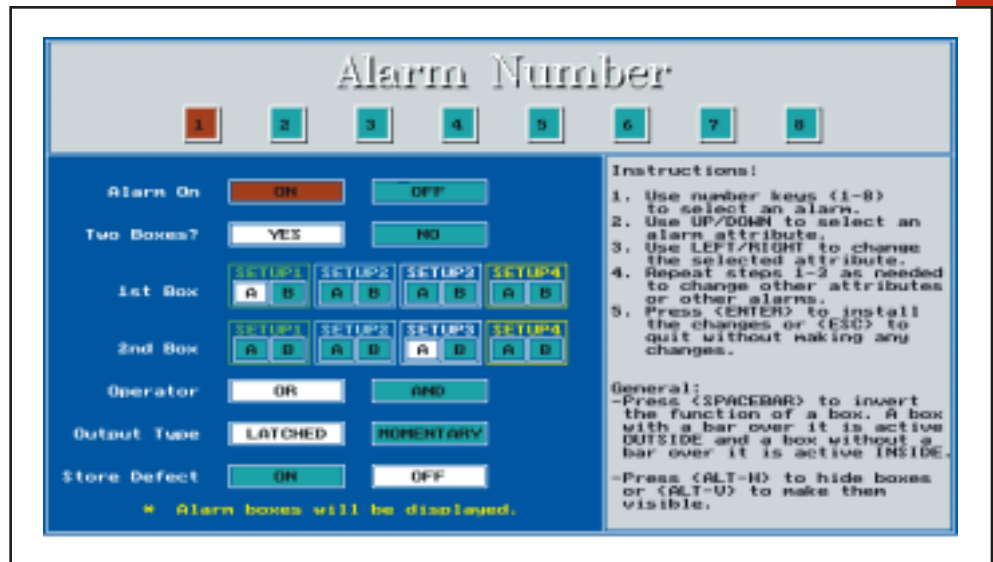 Alarm Number
1 2 3 4 5 6 7 8
Alarm On ON OFF
Two Boxes? YES NO
SETUP1 SETUP2 SETUP3 SETUP4
1st Box A B A B A B A B
SETUP1 SETUP2 SETUP3 SETUP4
2nd Box A B A B A B A B
Operator OR AND
Output Type LATCHED MOMENTARY
Store Defect ON OFF
* Alarm boxes will be displayed.
Instructions:
1. Use number keys (1-8)
to select an alarm.
2. Use UP/DOWN to select an
alarm attribute.
3. Use LEFT/RIGHT to change
the selected attribute.
4. Repeat steps 1-3 as needed
to change other attributes
or other alarms.
5. Press <ENTER> to install
the changes or <ESC> to
quit without making any
changes.
General:
-Press <SPACEBAR> to invert
the function of a box. A box
with a bar over it is active
OUTSIDE and a box without a
bar over it is active INSIDE.
-Press <ALT-H> to hide boxes
or <ALT-V> to make them
visible.